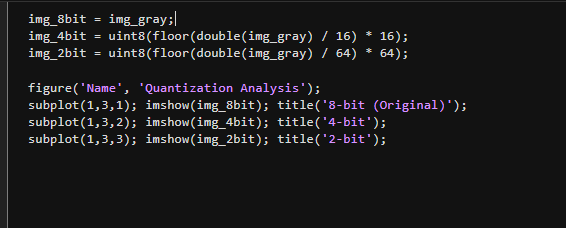 img_8bit = img_gray;
img_4bit = uint8(floor(double(img_gray) / 16) * 16);
img_2bit = uint8(floor(double(img_gray) / 64) * 64);
figure('Name', 'Quantization Analysis');
subplot(1,3,1); imshow(img_8bit); title('8-bit (Original)');
subplot(1,3,2); imshow(img_4bit); title('4-bit');
subplot(1,3,3); imshow(img_2bit); title('2-bit');